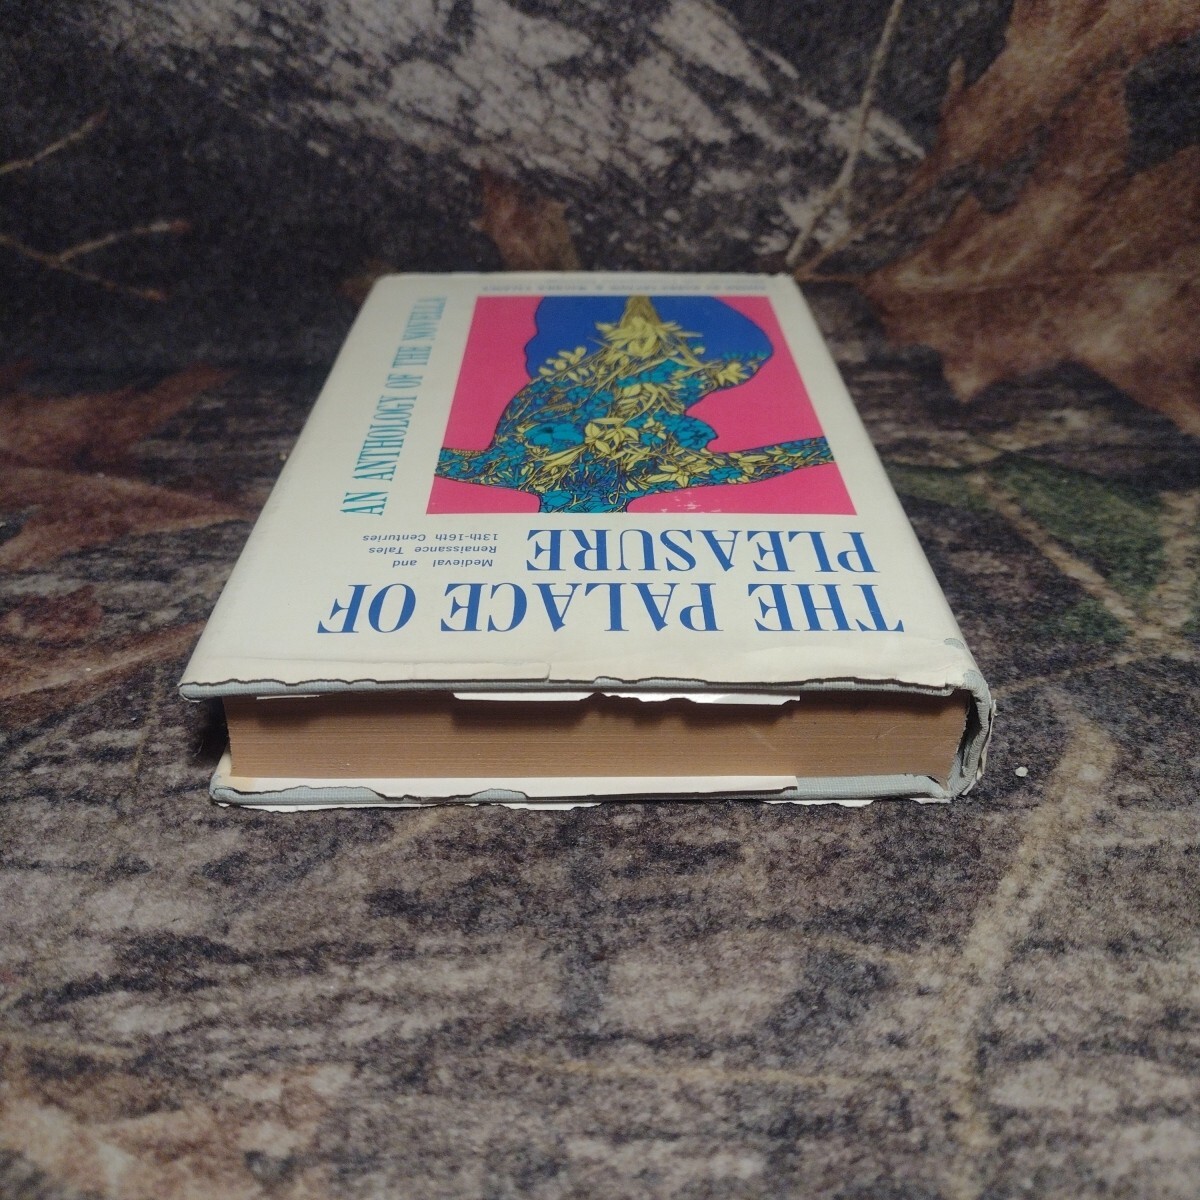 THE PALACE OF
PLEASURE
Medieval and
Renaissance Tales
13th-16th Centuries
AN ANTHOLOGY OF THE NOVELLA